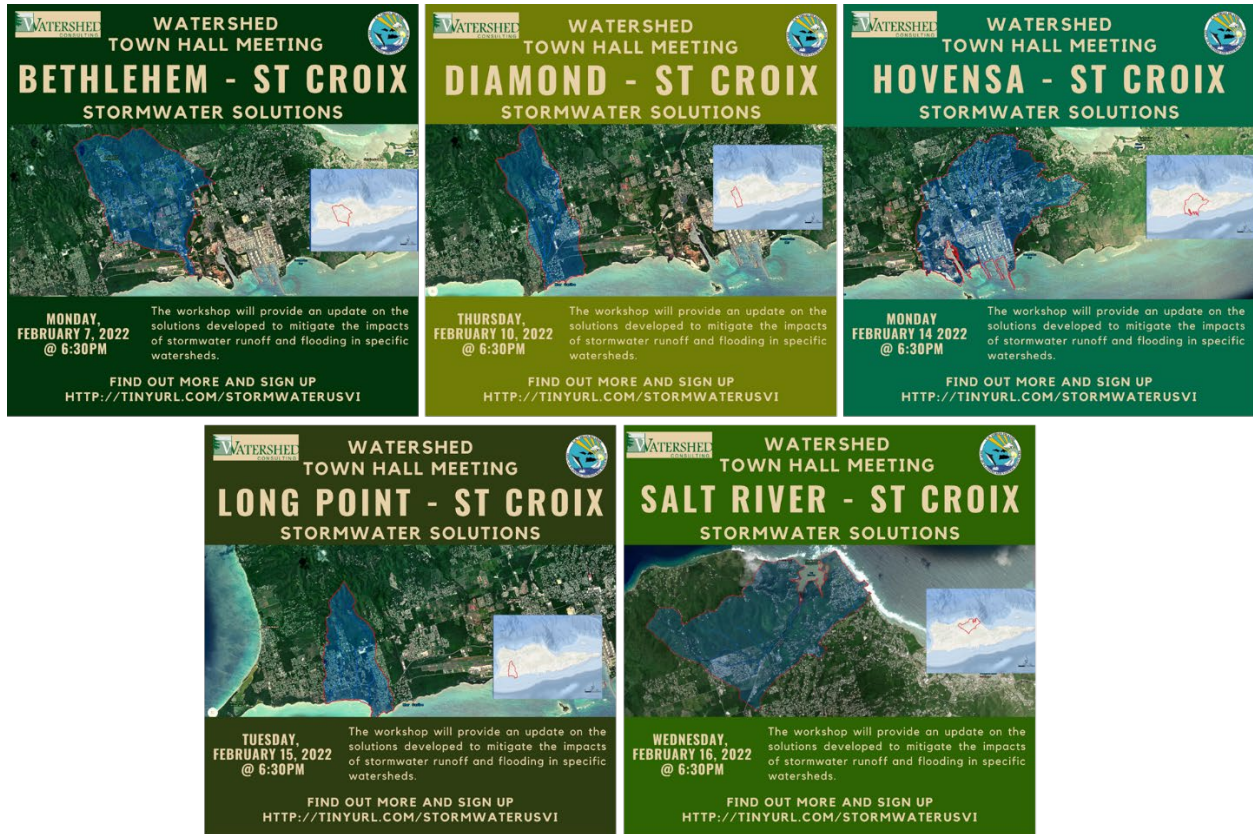 WATERSHED
CONSULTING
WATERSHED
TOWN HALL MEETING
BETHLEHEM - ST CROIX
STORMWATER SOLUTIONS
MONDAY,
FEBRUARY 7, 2022
@ 6:30PM
The workshop will provide an update on the
solutions developed to mitigate the impacts
of stormwater runoff and flooding in specific
watersheds.
FIND OUT MORE AND SIGN UP
HTTP://TINYURL.COM/STORMWATERUSVI
WATERSHED
CONSULTING
WATERSHED
TOWN HALL MEETING
DIAMOND - ST CROIX
STORMWATER SOLUTIONS
THURSDAY,
FEBRUARY 10, 2022
@ 6:30PM
The workshop will provide an update on the
solutions developed to mitigate the impacts
of stormwater runoff and flooding in specific
watersheds.
FIND OUT MORE AND SIGN UP
HTTP://TINYURL.COM/STORMWATERUSVI
WATERSHED
CONSULTING
WATERSHED
TOWN HALL MEETING
HOVENSA - ST CROIX
STORMWATER SOLUTIONS
MONDAY
FEBRUARY 14 2022
@ 6:30PM
The workshop will provide an update on the
solutions developed to mitigate the impacts
of stormwater runoff and flooding in specific
watersheds.
FIND OUT MORE AND SIGN UP
HTTP://TINYURL.COM/STORMWATERUSVI
WATERSHED
CONSULTING
WATERSHED
TOWN HALL MEETING
LONG POINT - ST CROIX
STORMWATER SOLUTIONS
TUESDAY,
FEBRUARY 15, 2022
@ 6:30PM
The workshop will provide an update on the
solutions developed to mitigate the impacts
of stormwater runoff and flooding in specific
watersheds.
FIND OUT MORE AND SIGN UP
HTTP://TINYURL.COM/STORMWATERUSVI
WATERSHED
CONSULTING
WATERSHED
TOWN HALL MEETING
SALT RIVER - ST CROIX
STORMWATER SOLUTIONS
WEDNESDAY,
FEBRUARY 16, 2022
@ 6:30PM
The workshop will provide an update on the
solutions developed to mitigate the impacts
of stormwater runoff and flooding in specific
watersheds.
FIND OUT MORE AND SIGN UP
HTTP://TINYURL.COM/STORMWATERUSVI